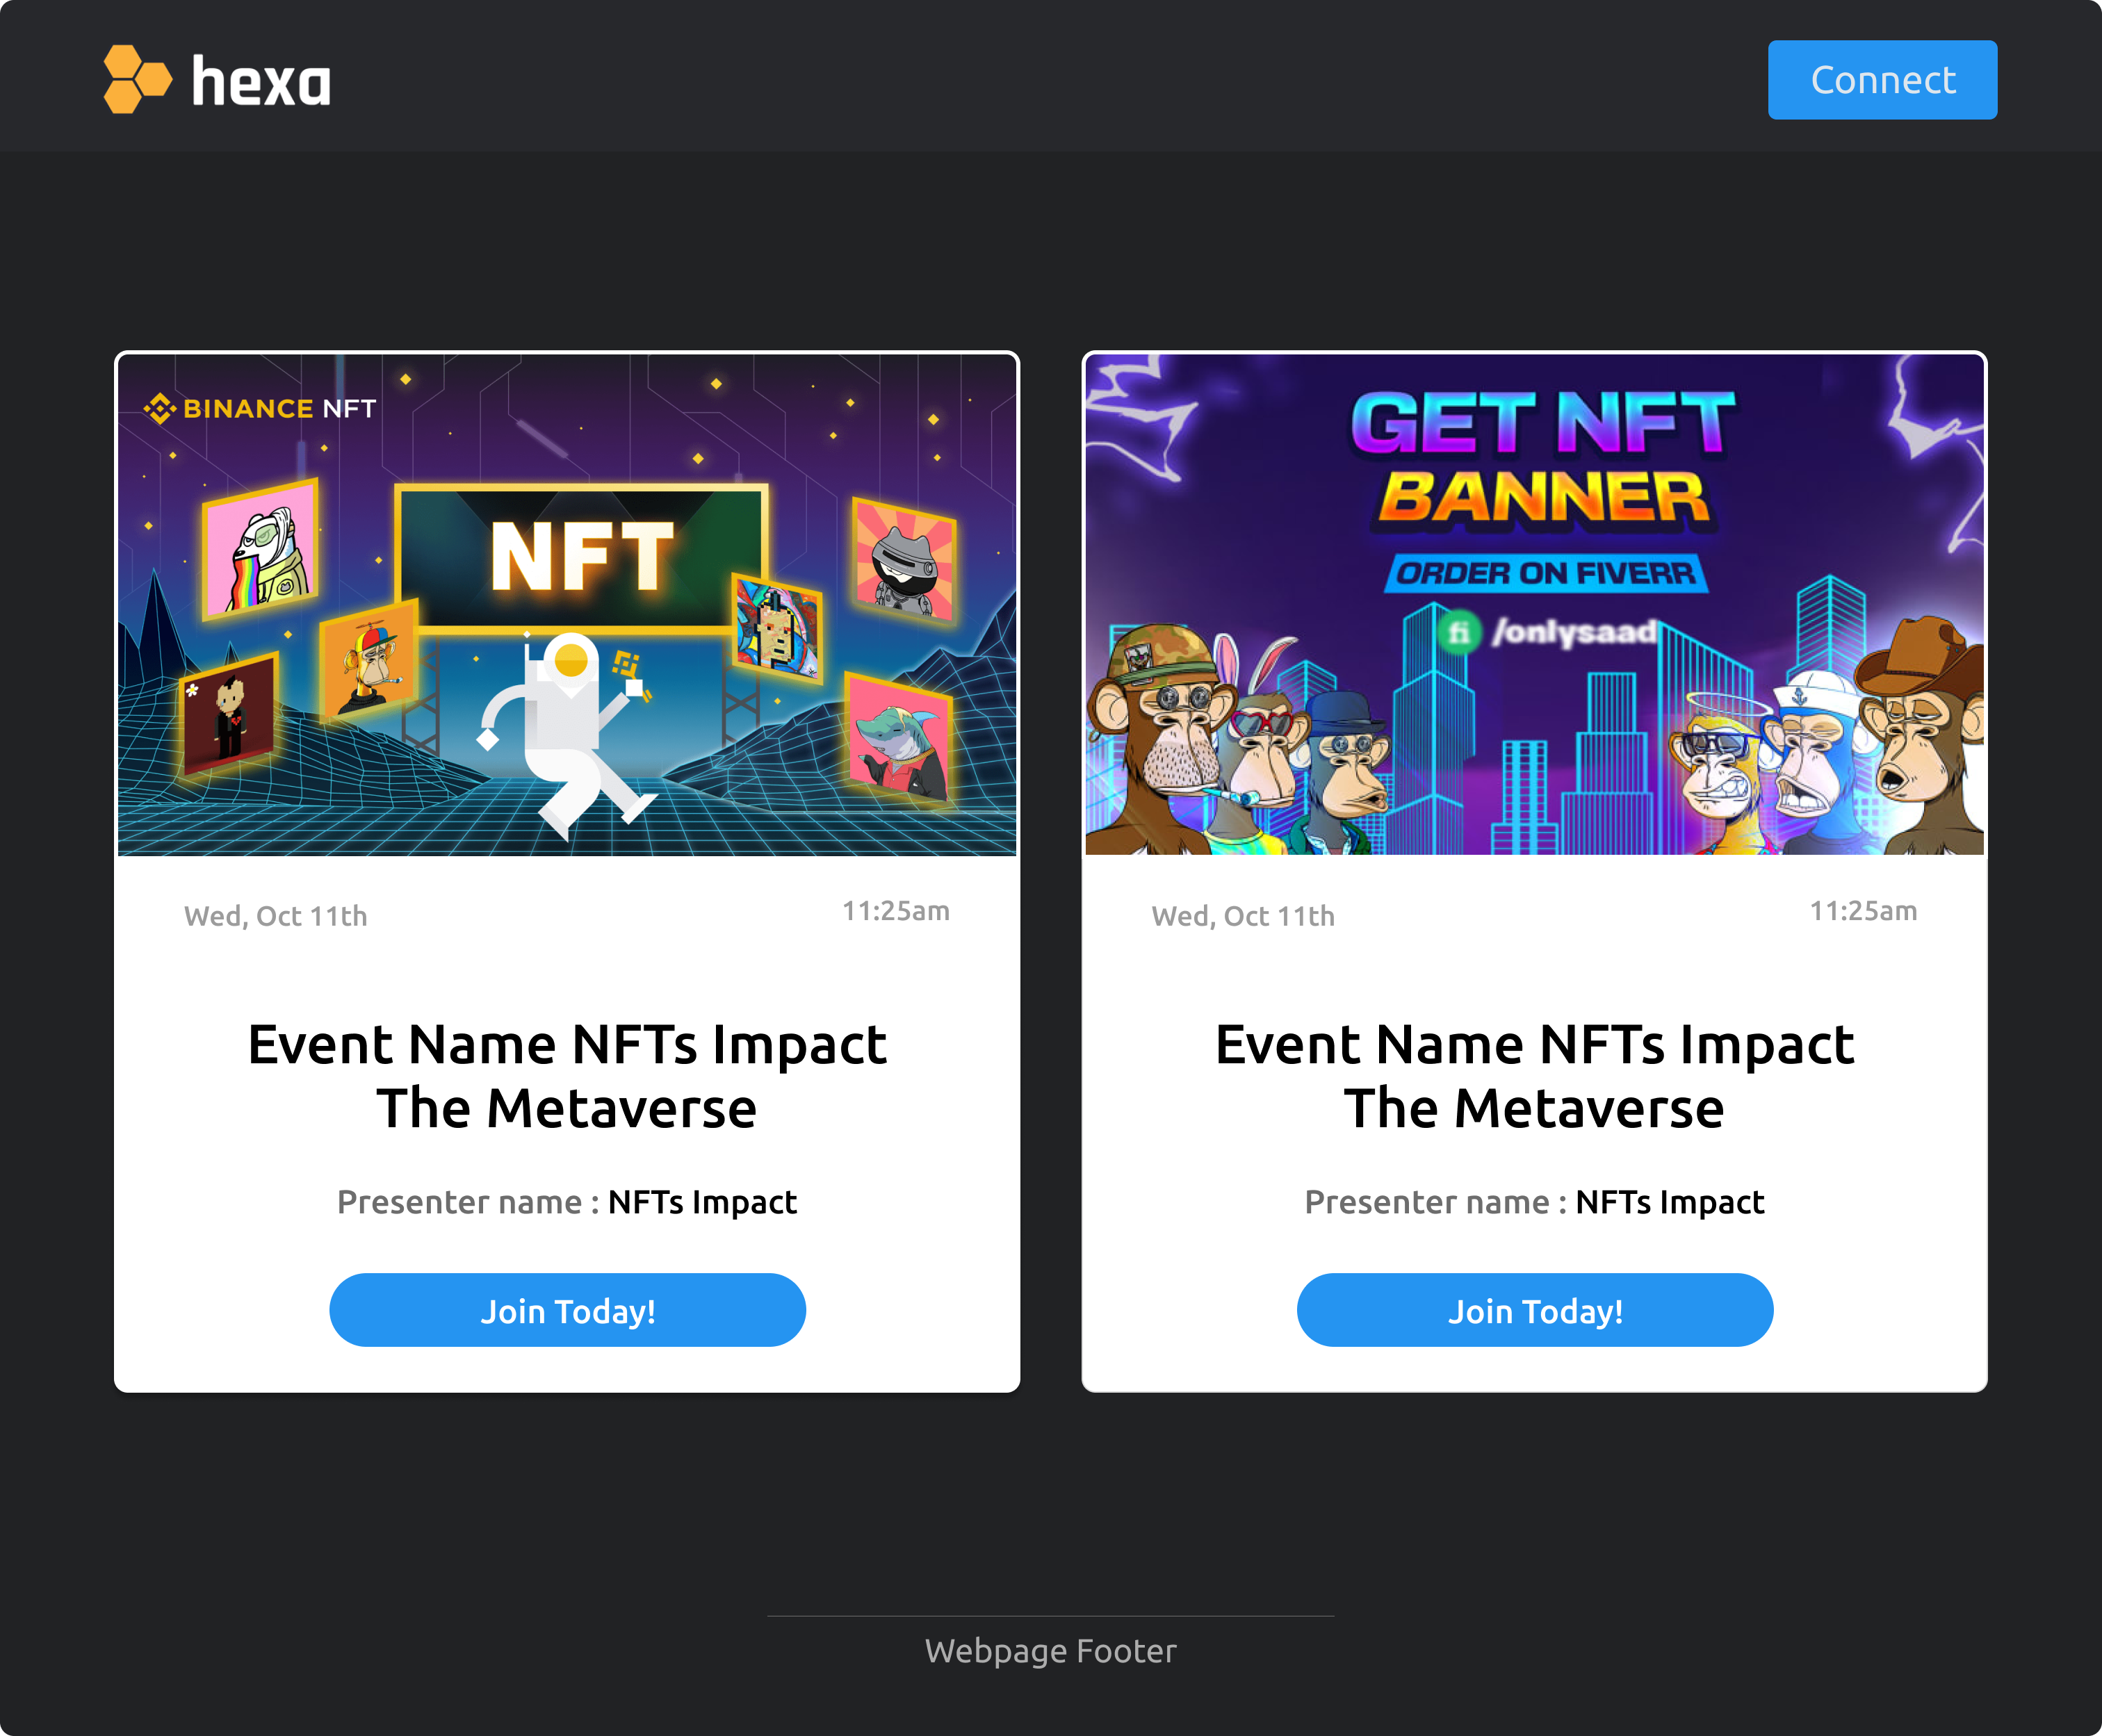 hexa
Connect
BINANCE NFT
NFT
Wed, Oct 11th
11:25am
Event Name NFTs Impact
The Metaverse
Presenter name : NFTs Impact
Join Today!
GET NFT
BANNER
ORDER ON FIVERR
fi /onlysaad
Wed, Oct 11th
11:25am
Event Name NFTs Impact
The Metaverse
Presenter name : NFTs Impact
Join Today!
Webpage Footer